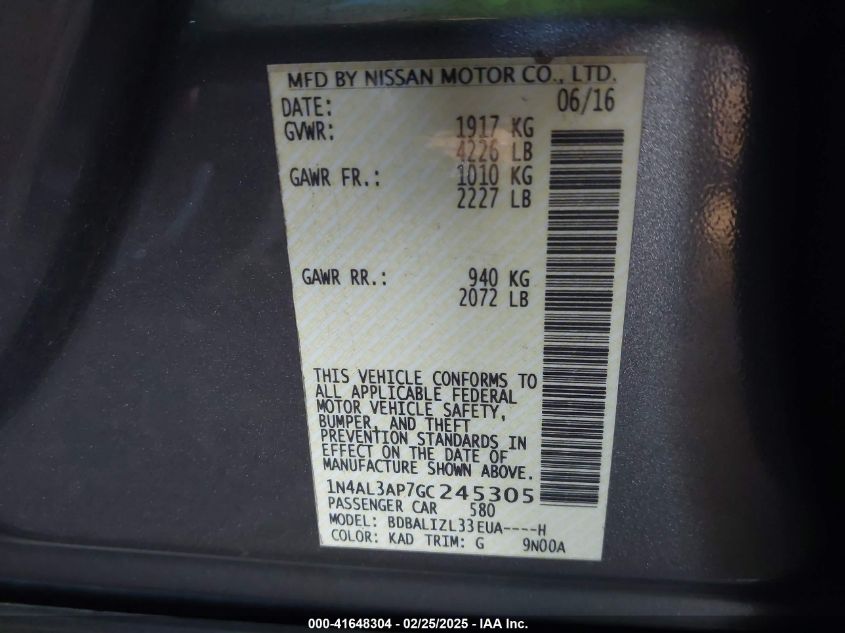 MFD BY NISSAN MOTOR CO., LTD.
DATE: 06/16
GVWR: 1917 KG
4226 LB
GAWR FR.: 1010 KG
2227 LB
GAWR RR.: 940 KG
2072 LB
THIS VEHICLE CONFORMS TO
ALL APPLICABLE FEDERAL
MOTOR VEHICLE SAFETY,
BUMPER, AND THEFT
PREVENTION STANDARDS IN
EFFECT ON THE DATE OF
MANUFACTURE SHOWN ABOVE.
1N4AL3AP7GC245305
PASSENGER CAR 580
MODEL: BDBALIZL33EUA----H
COLOR: KAD TRIM: G 9N00A
000-41648304 - 02/25/2025 - IAA Inc.